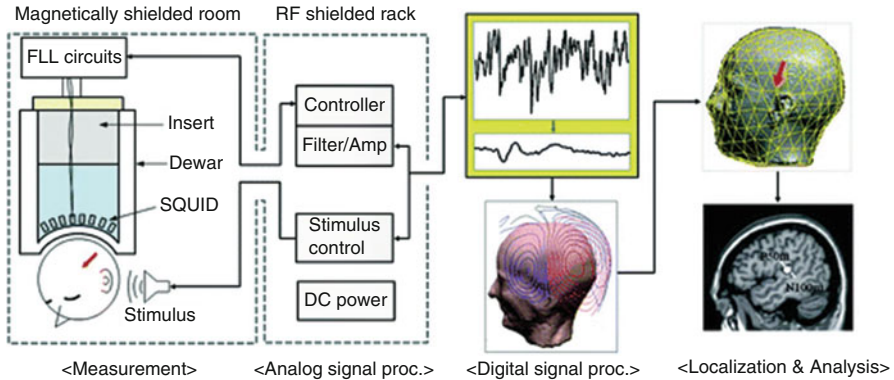 Magnetically shielded room
RF shielded rack
FLL circuits
Insert
Dewar
SQUID
Stimulus
Controller
Filter/Amp
Stimulus
control
DC power
P50m
N100m
<Measurement>
<Analog signal proc.>
<Digital signal proc.>
<Localization & Analysis>